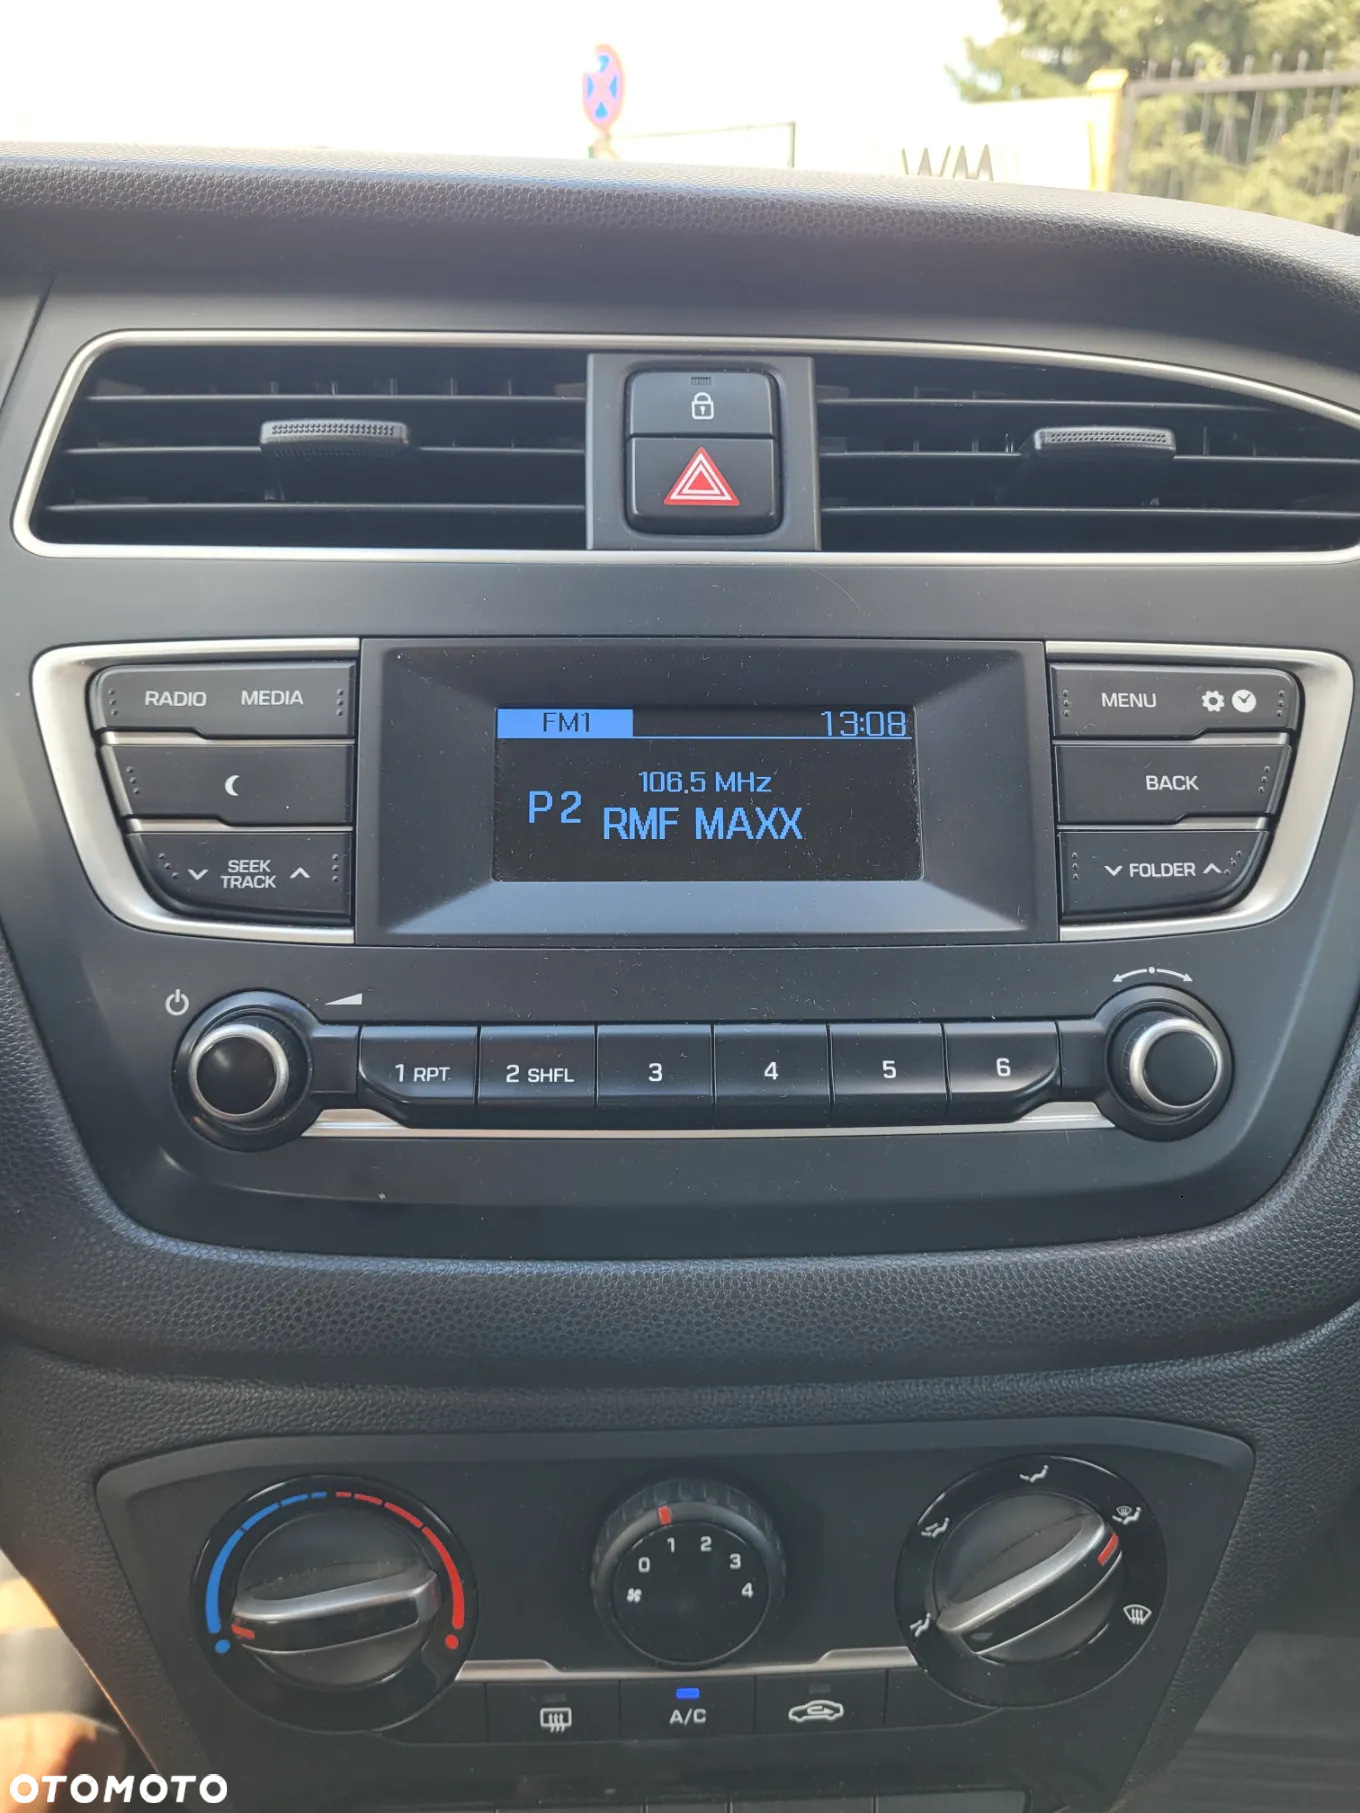 WM
RADIO MEDIA
MENU
BACK
SEEK
TRACK
FOLDER
FM1 13:08
106.5 MHz
P2 RMF MAXX
1 RPT 2 SHFL 3 4 5 6
0 1 2 3 4
A/C
OTOMOTO